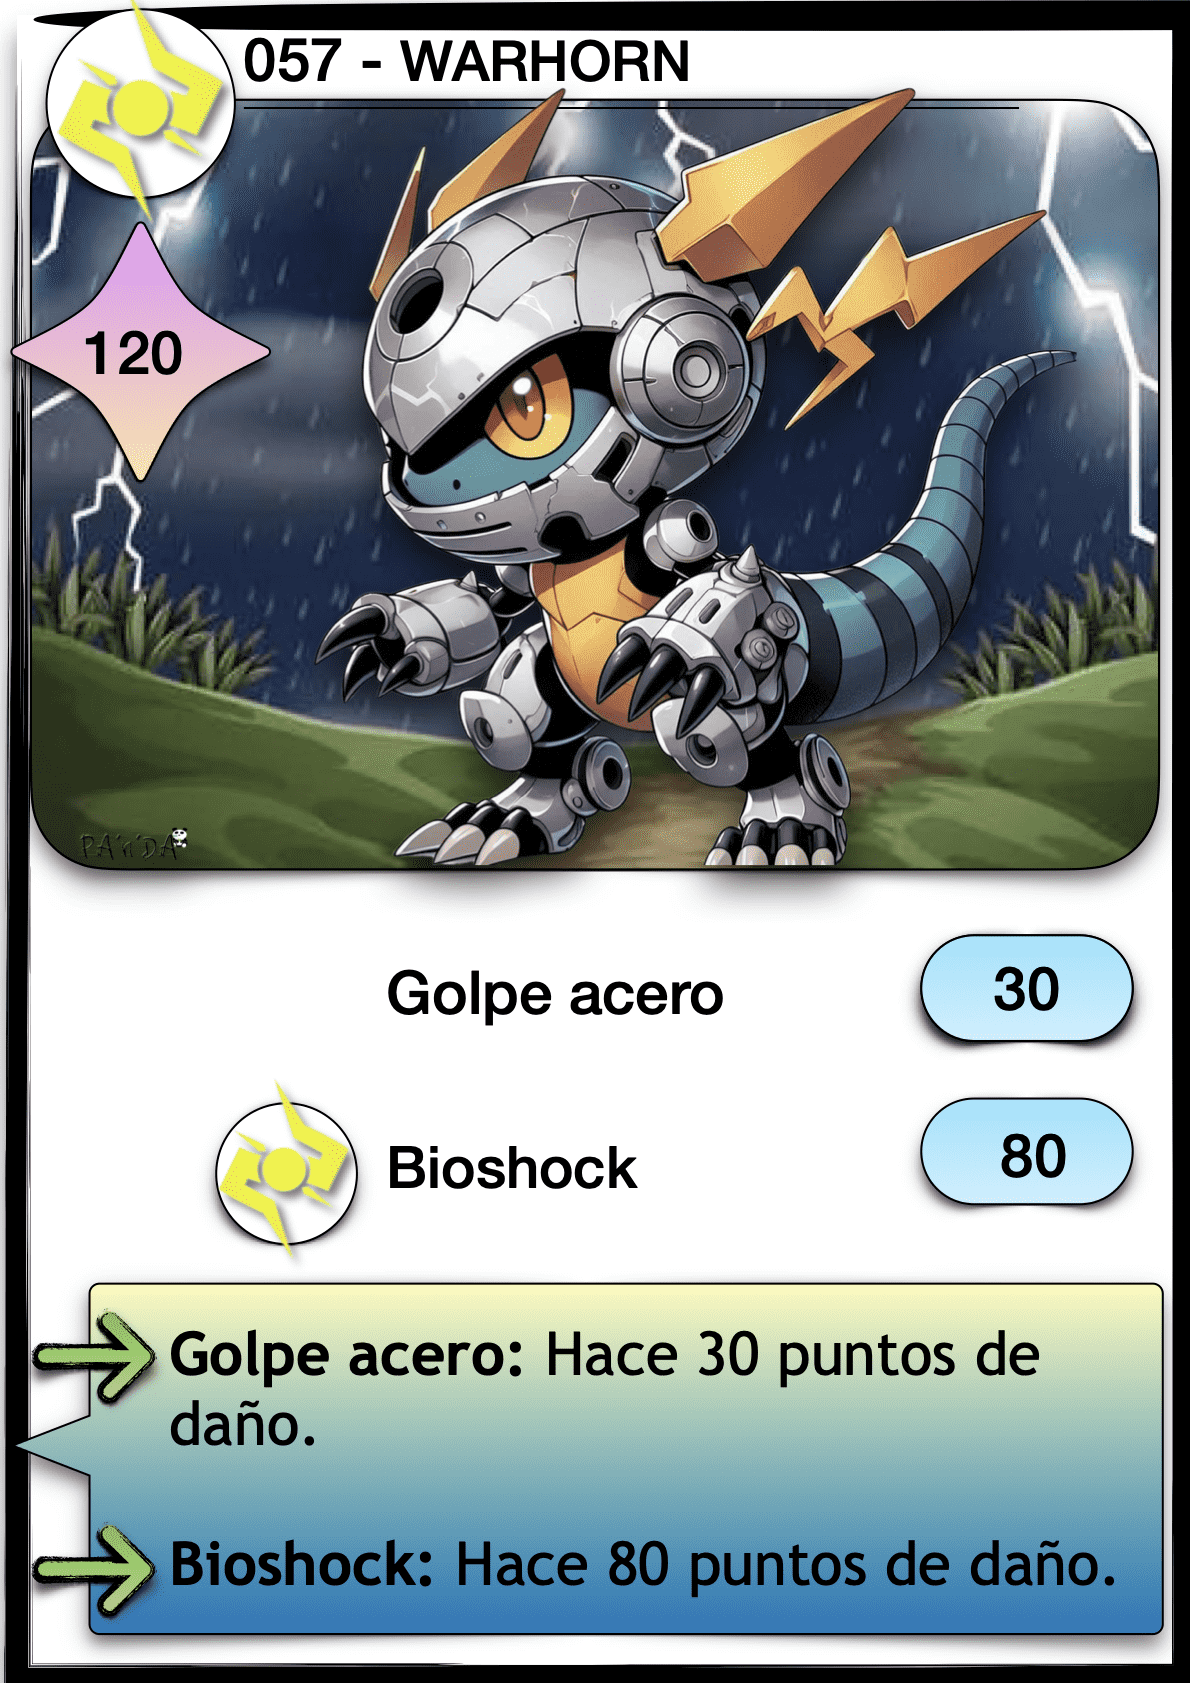 057 - WARHORN
120
PANDA
Golpe acero
30
Bioshock
80
Golpe acero: Hace 30 puntos de
daño.
Bioshock: Hace 80 puntos de daño.